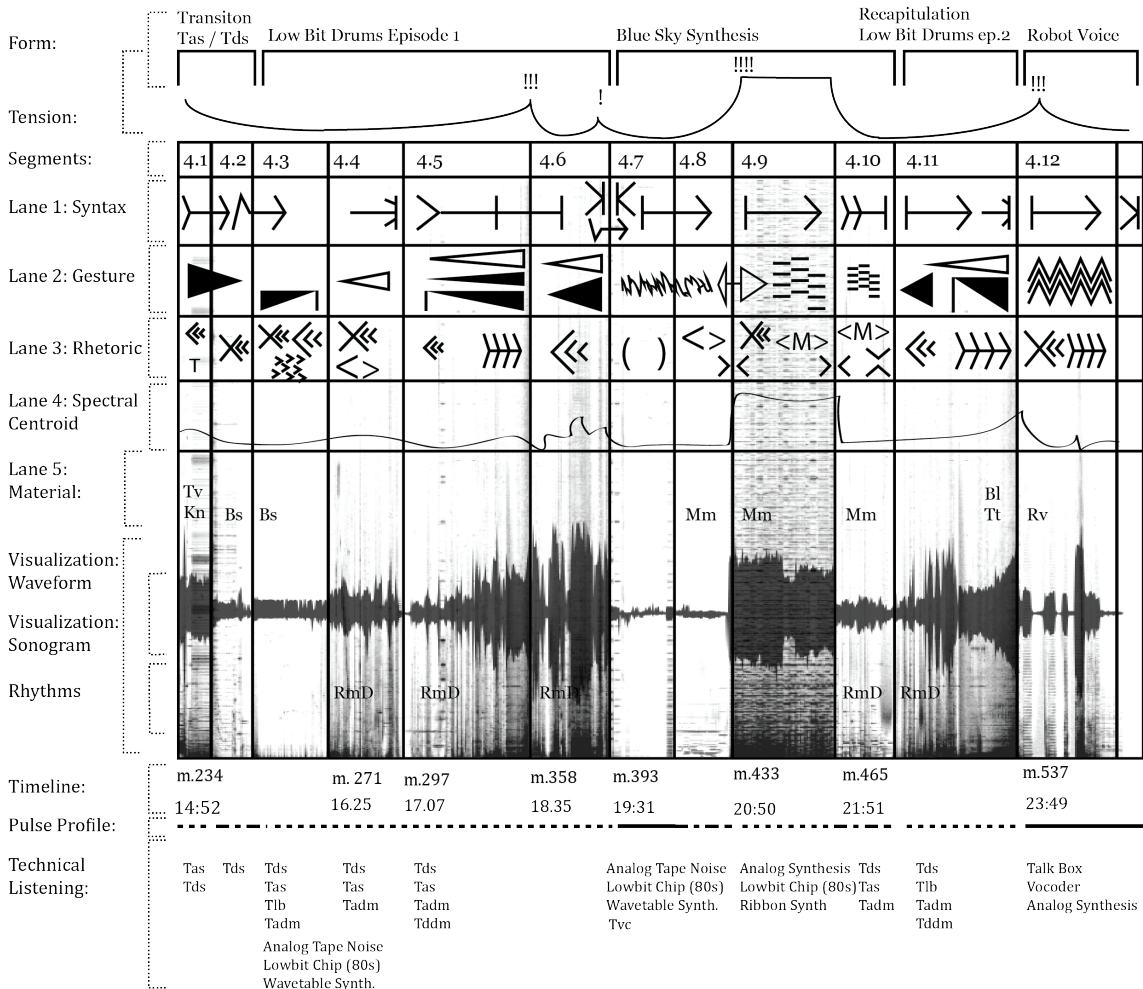 Form:
Transiton
Tas / Tds
Low Bit Drums Episode 1
Blue Sky Synthesis
Recapitulation
Low Bit Drums ep.2
Robot Voice
Tension:
!!!
!
!!!!
!!!
Segments:
4.1 4.2 4.3 4.4 4.5 4.6 4.7 4.8 4.9 4.10 4.11 4.12
Lane 1: Syntax
Lane 2: Gesture
Lane 3: Rhetoric
T
<>
( )
<>
<M>
<M>
Lane 4: Spectral
Centroid
Lane 5:
Material:
Tv
Kn
Bs
Bs
Mm
Mm
Mm
Bl
Tt
Rv
Visualization:
Waveform
Visualization:
Sonogram
Rhythms
RmD RmD RmD RmD RmD
Timeline:
m.234 m. 271 m.297 m.358 m.393 m.433 m.465 m.537
14:52 16.25 17.07 18.35 19:31 20:50 21:51 23:49
Pulse Profile:
Technical
Listening:
Tas
Tds
Tds
Tds
Tas
Tlb
Tadm
Analog Tape Noise
Lowbit Chip (80s)
Wavetable Synth.
Tds
Tas
Tadm
Tds
Tas
Tadm
Tddm
Analog Tape Noise
Lowbit Chip (80s)
Wavetable Synth.
Tvc
Analog Synthesis
Lowbit Chip (80s)
Ribbon Synth
Tds
Tas
Tadm
Tds
Tlb
Tadm
Tddm
Talk Box
Vocoder
Analog Synthesis